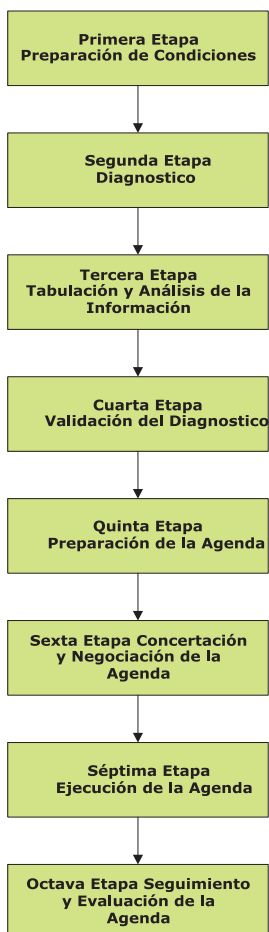 Primera Etapa
Preparación de Condiciones
Segunda Etapa
Diagnostico
Tercera Etapa
Tabulación y Análisis de la
Información
Cuarta Etapa
Validación del Diagnostico
Quinta Etapa
Preparación de la Agenda
Sexta Etapa Concertación
y Negociación de la
Agenda
Séptima Etapa
Ejecución de la Agenda
Octava Etapa Seguimiento
y Evaluación de la
Agenda